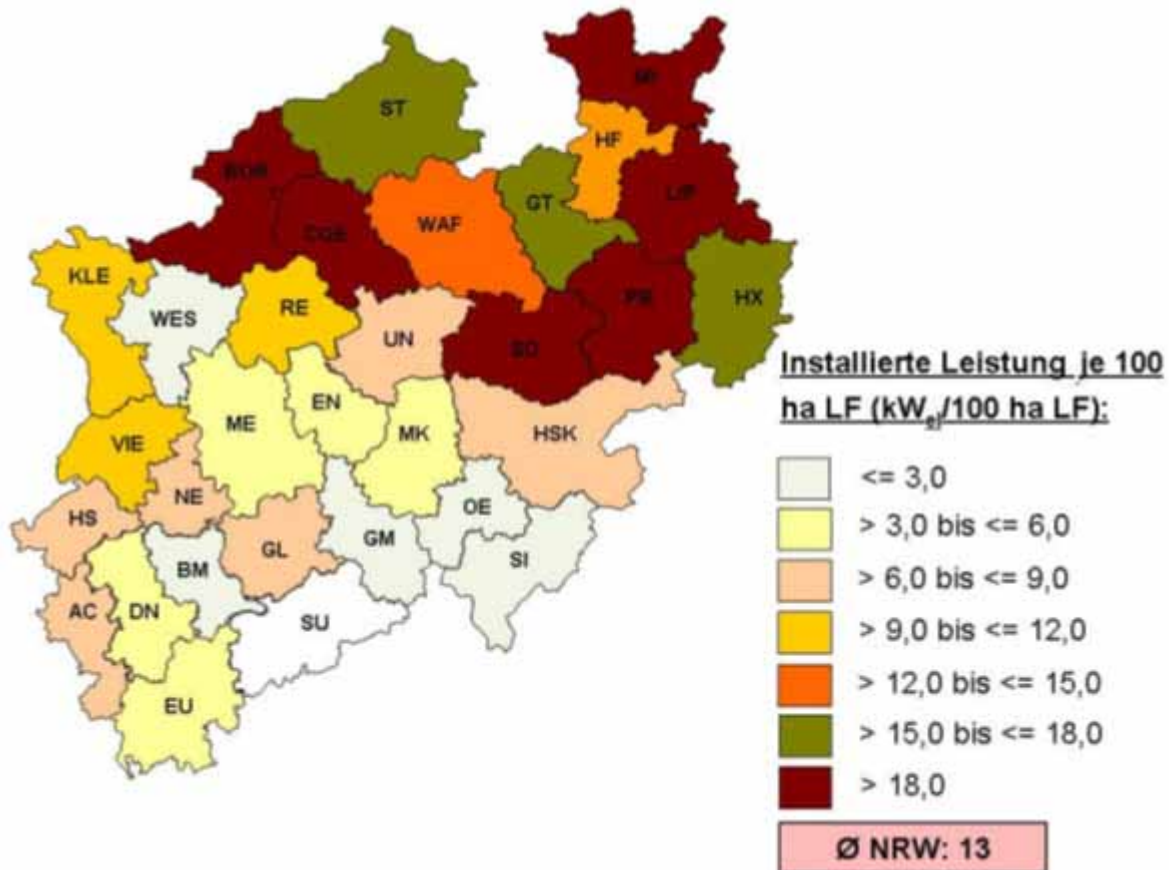 MI
ST
HF
BOR
LIP
GT
WAF
COE
KLE
PB
HX
RE
WES
UN
SO
Installierte Leistung je 100
ha LF (kWel/100 ha LF):
EN
ME
MK
HSK
VIE
<= 3,0
NE
OE
HS
> 3,0 bis <= 6,0
GM
GL
SI
BM
> 6,0 bis <= 9,0
AC
DN
SU
> 9,0 bis <= 12,0
> 12,0 bis <= 15,0
EU
> 15,0 bis <= 18,0
> 18,0
Ø NRW: 13